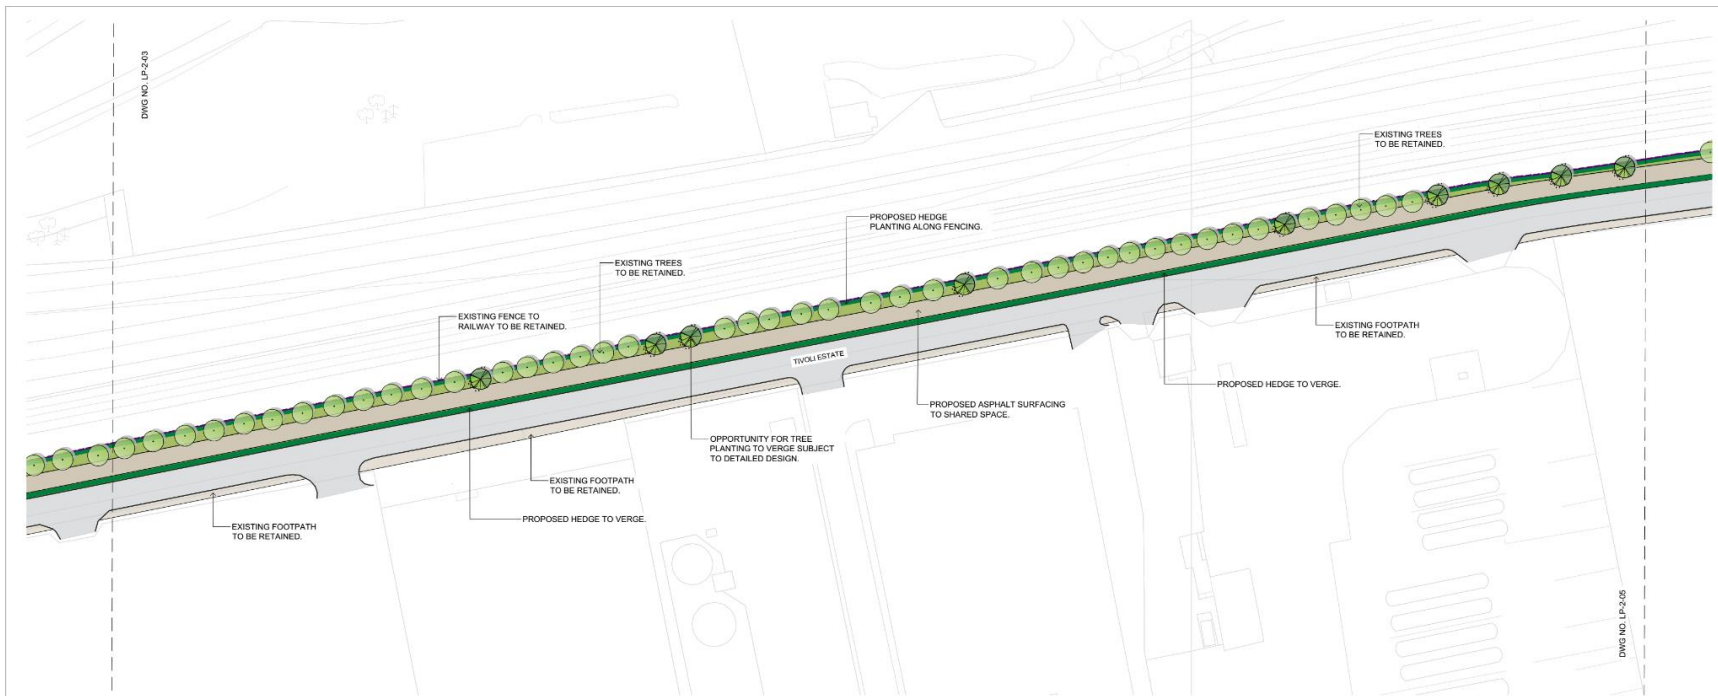 DWG NO. LP-2-03
EXISTING TREES
TO BE RETAINED.
PROPOSED HEDGE
PLANTING ALONG FENCING.
EXISTING TREES
TO BE RETAINED.
EXISTING FENCE TO
RAILWAY TO BE RETAINED.
EXISTING FOOTPATH
TO BE RETAINED.
TIVOLI ESTATE
PROPOSED HEDGE TO VERGE.
PROPOSED ASPHALT SURFACING
TO SHARED SPACE.
OPPORTUNITY FOR TREE
PLANTING TO VERGE SUBJECT
TO DETAILED DESIGN.
EXISTING FOOTPATH
TO BE RETAINED.
PROPOSED HEDGE TO VERGE.
EXISTING FOOTPATH
TO BE RETAINED.
DWG NO. LP-2-05